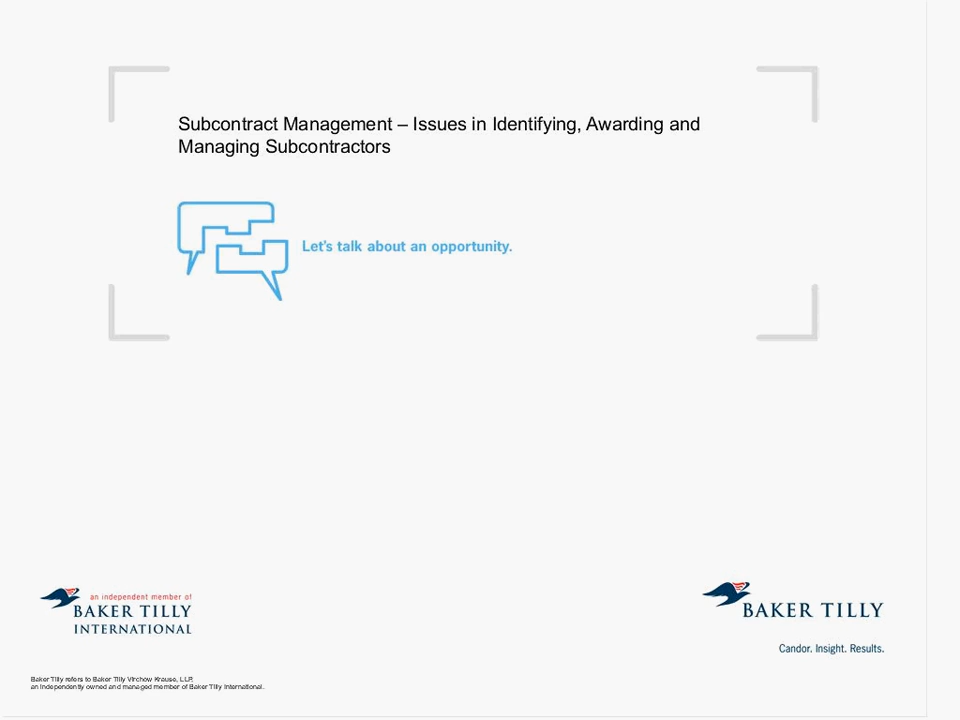 Subcontract Management – Issues in Identifying, Awarding and
Managing Subcontractors
Let's talk about an opportunity.
an independent member of
BAKER TILLY
INTERNATIONAL
BAKER TILLY
Candor. Insight. Results.
Baker Tilly refers to Baker Tilly Virchow Krause, LLP,
an independently owned and managed member of Baker Tilly International.